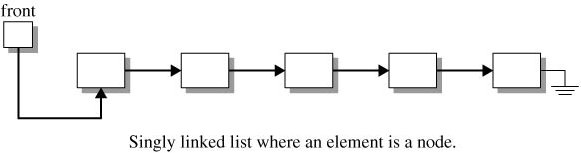 front
Singly linked list where an element is a node.